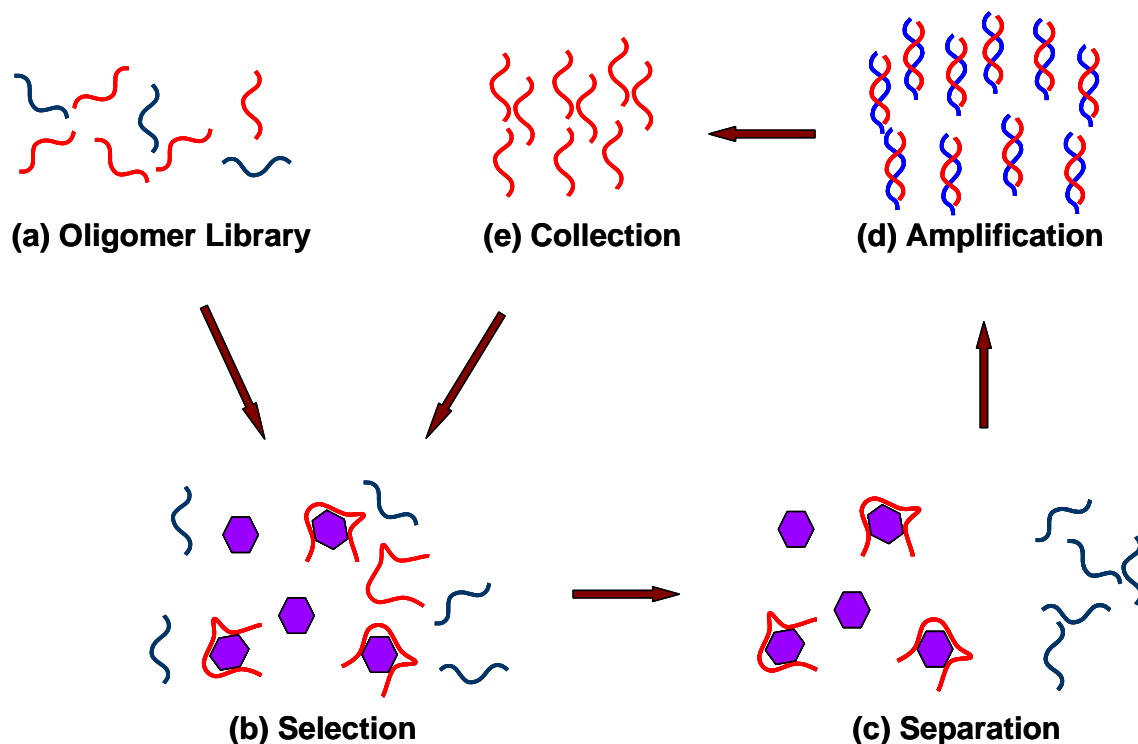 (a) Oligomer Library
(e) Collection
(d) Amplification
(b) Selection
(c) Separation